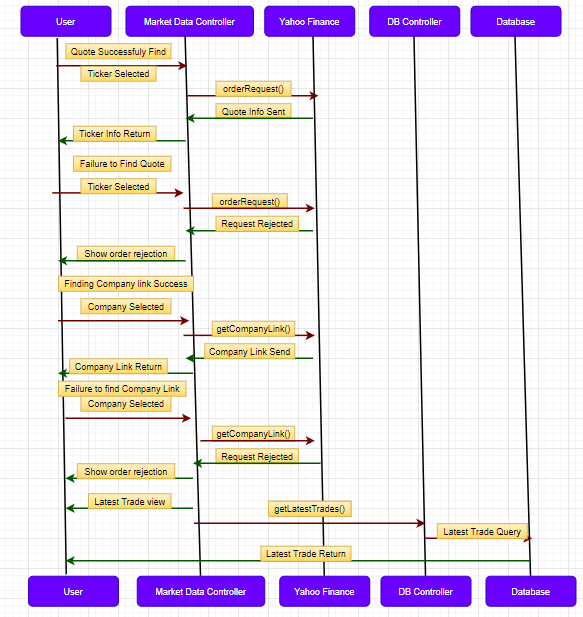 User
Market Data Controller
Yahoo Finance
DB Controller
Database
Quote Successfuly Find
Ticker Selected
orderRequest()
Quote Info Sent
Ticker Info Return
Failure to Find Quote
Ticker Selected
orderRequest()
Request Rejected
Show order rejection
Finding Company link Success
Company Selected
getCompanyLink()
Company Link Send
Company Link Return
Failure to find Company Link
Company Selected
getCompanyLink()
Request Rejected
Show order rejection
Latest Trade view
getLatestTrades()
Latest Trade Query
Latest Trade Return
User
Market Data Controller
Yahoo Finance
DB Controller
Database